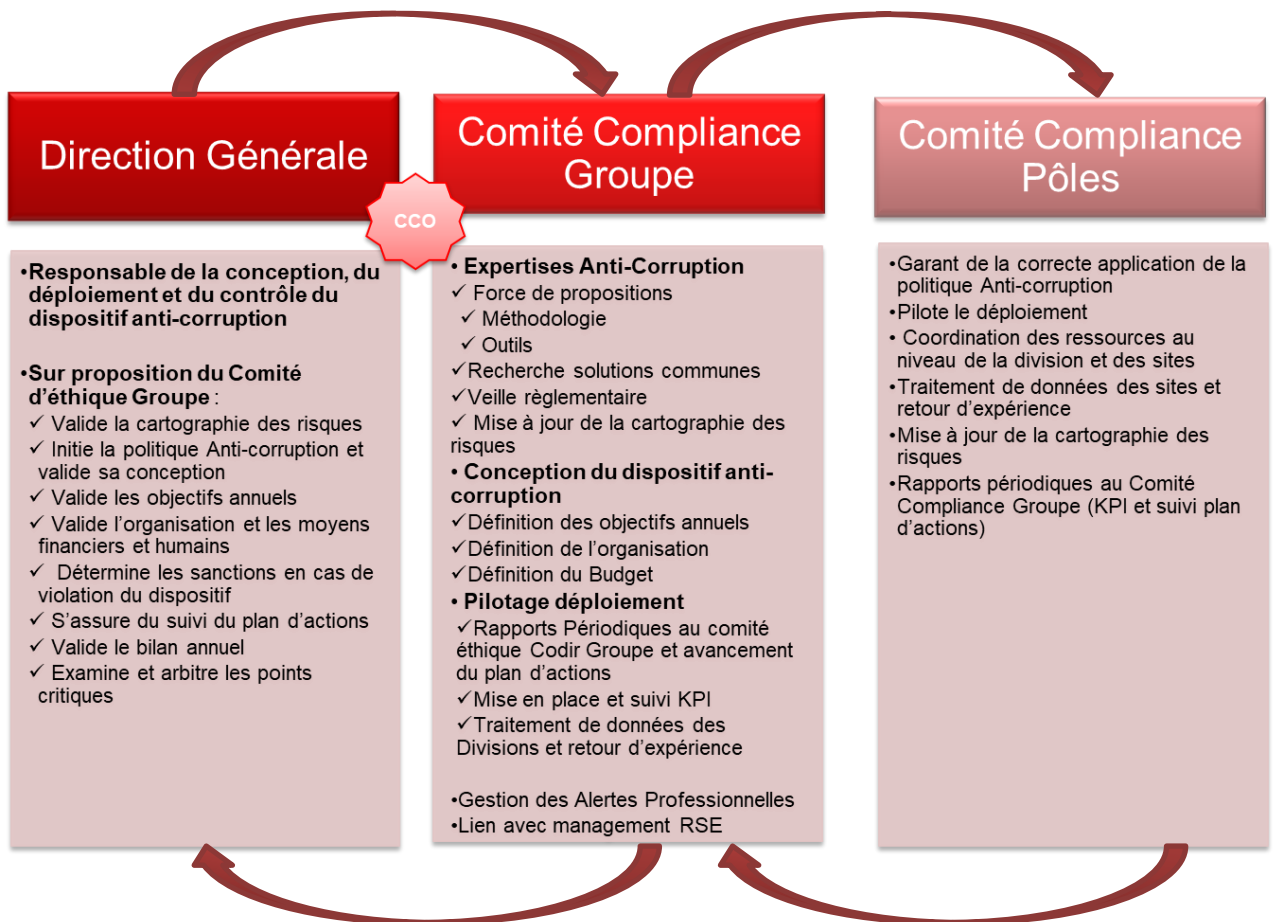 Direction Générale
Comité Compliance
Groupe
Comité Compliance
Pôles
CCO
•Responsable de la conception, du
déploiement et du contrôle du
dispositif anti-corruption
•Sur proposition du Comité
d’éthique Groupe :
✓ Valide la cartographie des risques
✓ Initie la politique Anti-corruption et
valide sa conception
✓ Valide les objectifs annuels
✓ Valide l’organisation et les moyens
financiers et humains
✓ Détermine les sanctions en cas de
violation du dispositif
✓ S’assure du suivi du plan d’actions
✓ Valide le bilan annuel
✓ Examine et arbitre les points
critiques
• Expertises Anti-Corruption
✓ Force de propositions
✓ Méthodologie
✓ Outils
✓Recherche solutions communes
✓Veille règlementaire
✓ Mise à jour de la cartographie des
risques
• Conception du dispositif anti-
corruption
✓Définition des objectifs annuels
✓Définition de l’organisation
✓Définition du Budget
• Pilotage déploiement
✓Rapports Périodiques au comité
éthique Codir Groupe et avancement
du plan d’actions
✓Mise en place et suivi KPI
✓Traitement de données des
Divisions et retour d’expérience
•Gestion des Alertes Professionnelles
•Lien avec management RSE
•Garant de la correcte application de la
politique Anti-corruption
•Pilote le déploiement
• Coordination des ressources au
niveau de la division et des sites
•Traitement de données des sites et
retour d’expérience
•Mise à jour de la cartographie des
risques
•Rapports périodiques au Comité
Compliance Groupe (KPI et suivi plan
d’actions)